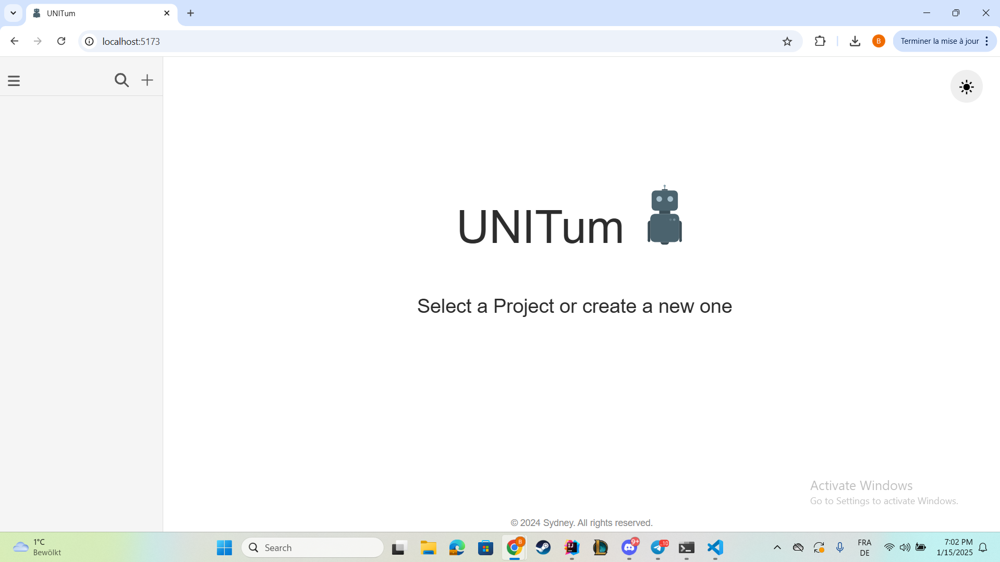 UNITum
localhost:5173
B
Terminer la mise à jour
UNITum
Select a Project or create a new one
Activate Windows
Go to Settings to activate Windows.
© 2024 Sydney. All rights reserved.
1°C
Bewölkt
Search
B
IJ
9+
..10
FRA
DE
7:02 PM
1/15/2025